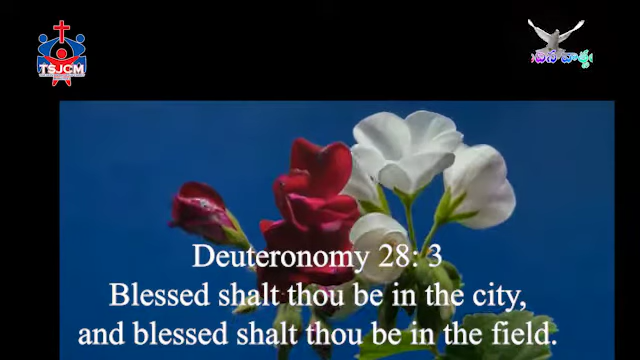 TSJCM
Deuteronomy 28: 3
Blessed shalt thou be in the city,
and blessed shalt thou be in the field.